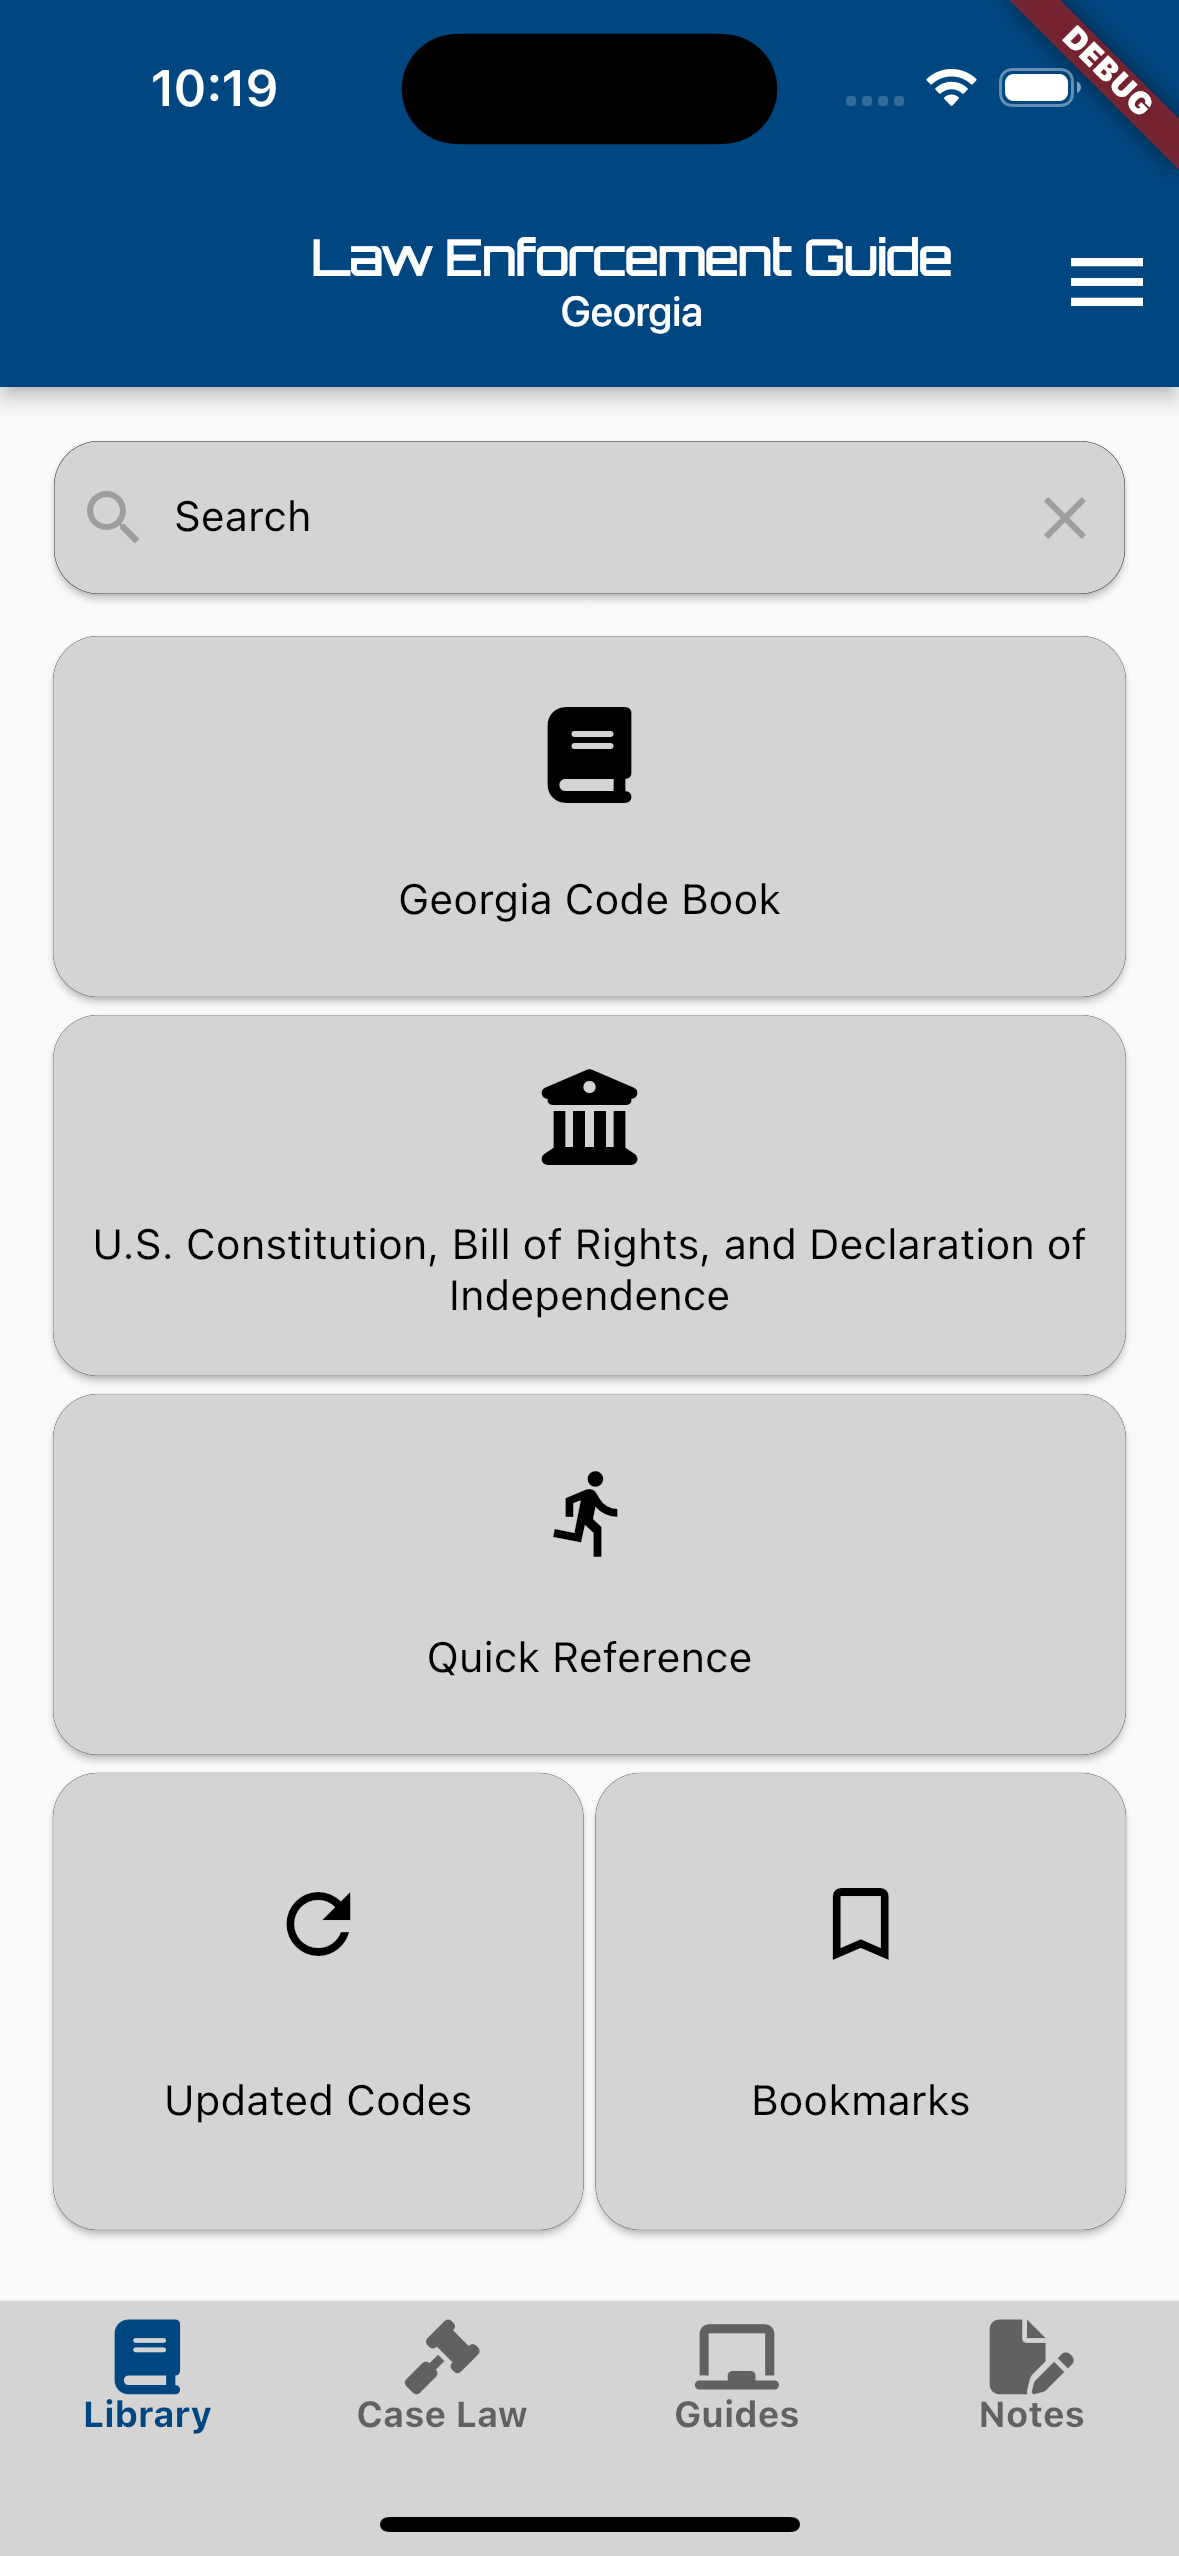 10:19
DEBUG
Law Enforcement Guide
Georgia
Search
Georgia Code Book
U.S. Constitution, Bill of Rights, and Declaration of
Independence
Quick Reference
Updated Codes
Bookmarks
Library
Case Law
Guides
Notes